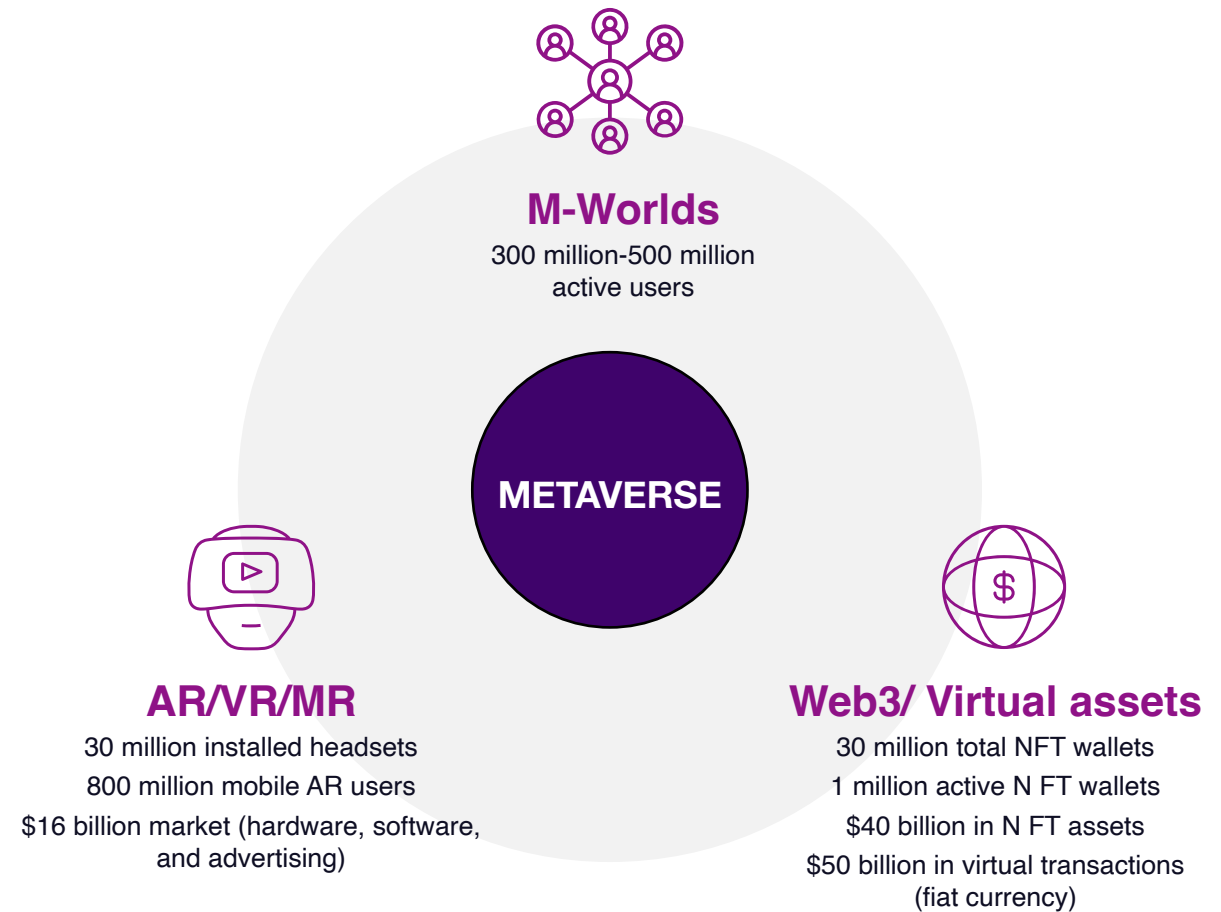 M-Worlds
300 million-500 million
active users
METAVERSE
$
AR/VR/MR
30 million installed headsets
800 million mobile AR users
$16 billion market (hardware, software,
and advertising)
Web3/ Virtual assets
30 million total NFT wallets
1 million active N FT wallets
$40 billion in N FT assets
$50 billion in virtual transactions
(fiat currency)